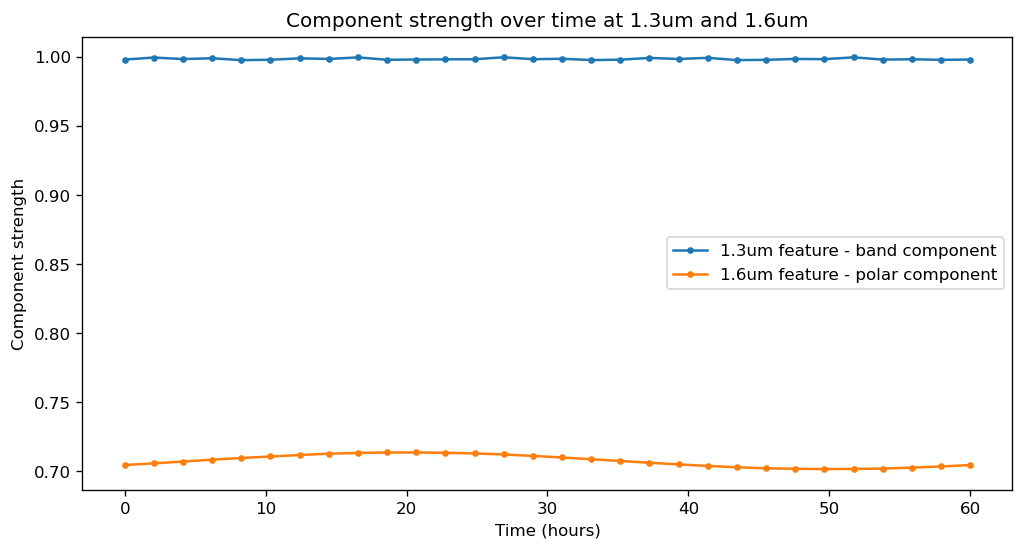 Component strength over time at 1.3um and 1.6um
Component strength
1.00
0.95
0.90
0.85
0.80
0.75
0.70
1.3um feature - band component
1.6um feature - polar component
0 10 20 30 40 50 60
Time (hours)